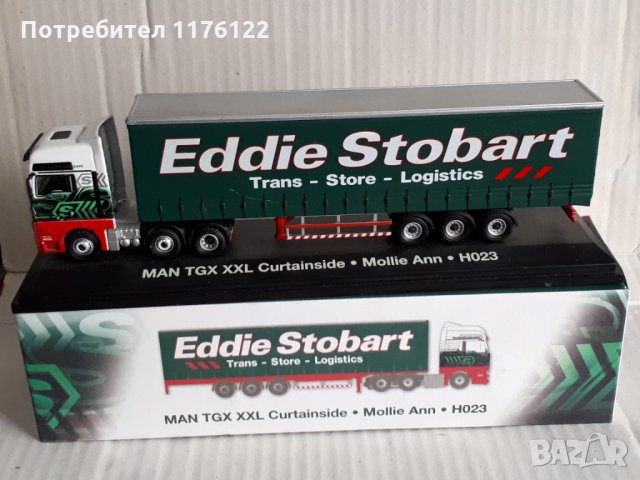 Потребител 1176122
Eddie Stobart
Trans - Store - Logistics
MAN TGX XXL Curtainside • Mollie Ann • H023
Eddie Stobart
Trans - Store - Logistics
MAN TGX XXL Curtainside • Mollie Ann • H023
BAZAR